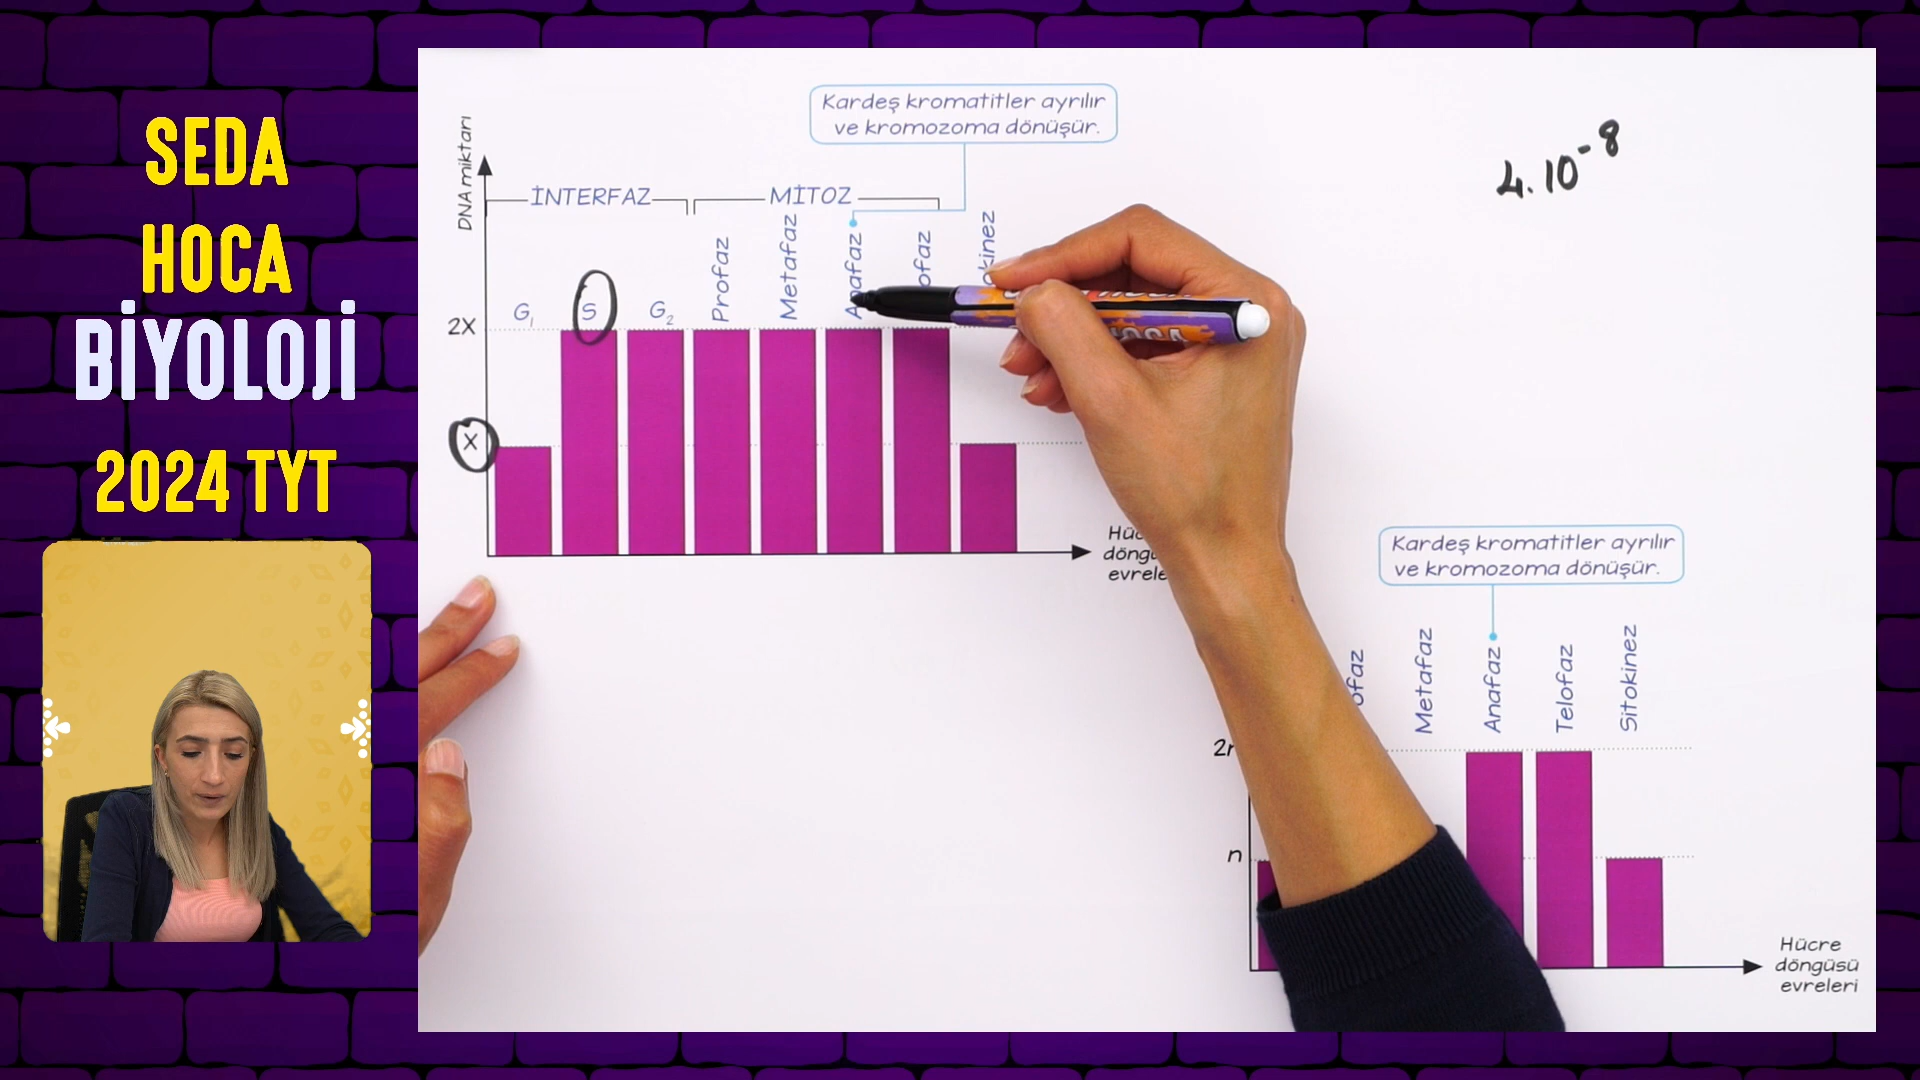 SEDA
HOCA
BİYOLOJİ
2024 TYT
Kardeş kromatitler ayrılır
ve kromozoma dönüşür.
4.10⁻⁸
DNA miktarı
İNTERFAZ
MİTOZ
G₁
S
G₂
Profaz
Metafaz
Anafaz
ofaz
okinez
2X
X
Hüc
döngü
evrele
Kardeş kromatitler ayrılır
ve kromozoma dönüşür.
ofaz
Metafaz
Anafaz
Telofaz
Sitokinez
2n
n
Hücre
döngüsü
evreleri